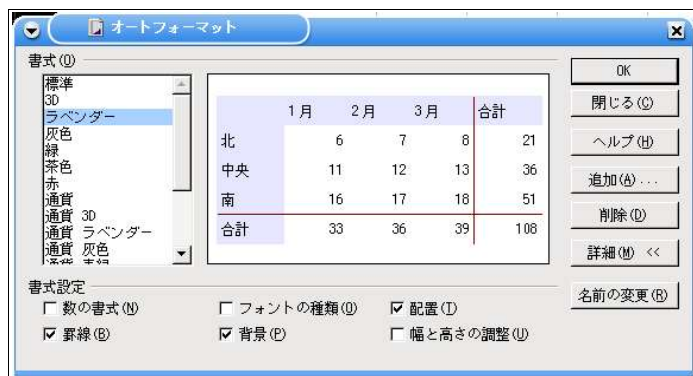 オートフォーマット
書式(O)
標準
3D
ラベンダー
灰色
緑
茶色
赤
通貨
通貨 3D
通貨 ラベンダー
通貨 灰色
1月 2月 3月 合計
北 6 7 8 21
中央 11 12 13 36
南 16 17 18 51
合計 33 36 39 108
OK
閉じる(C)
ヘルプ(H)
追加(A)...
削除(D)
詳細(M) <<
名前の変更(R)
書式設定
数の書式(N) フォントの種類(O) 配置(T)
罫線(B) 背景(P) 幅と高さの調整(U)